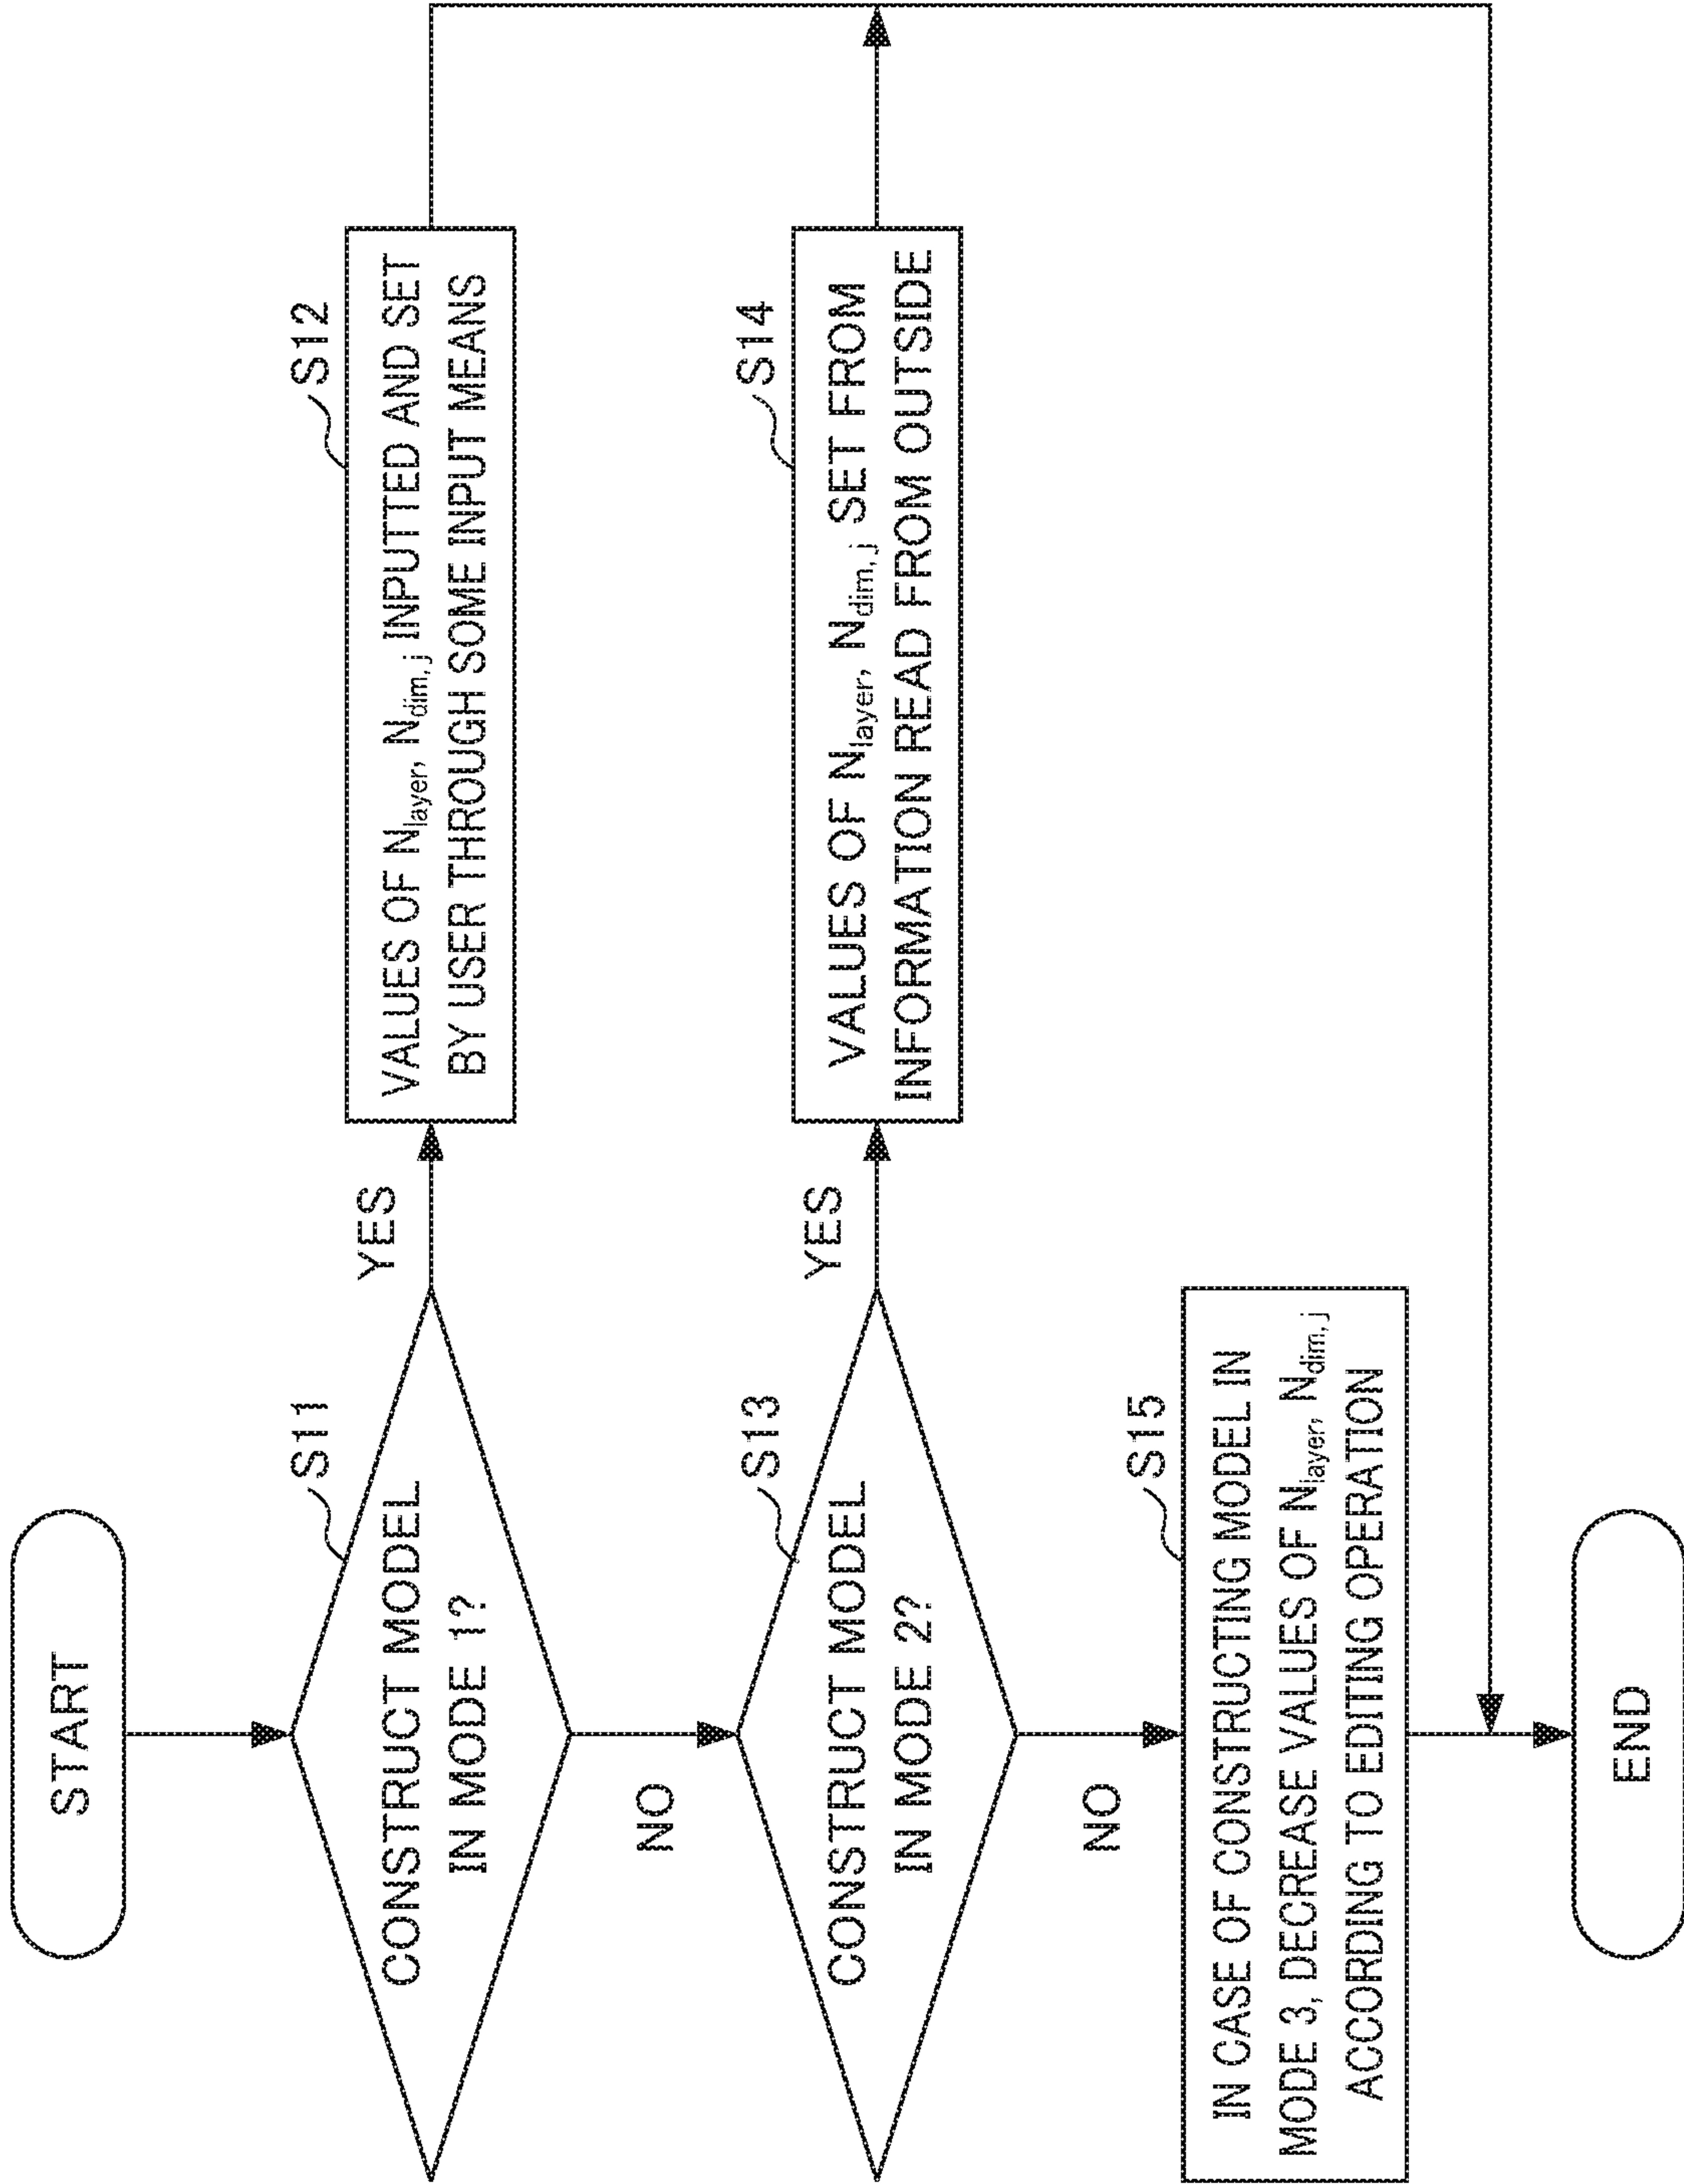 START
S11
CONSTRUCT MODEL
IN MODE 1?
YES
S12
VALUES OF N_layer, N_dim, j INPUTTED AND SET
BY USER THROUGH SOME INPUT MEANS
NO
S13
CONSTRUCT MODEL
IN MODE 2?
YES
S14
VALUES OF N_layer, N_dim, j SET FROM
INFORMATION READ FROM OUTSIDE
NO
S15
IN CASE OF CONSTRUCTING MODEL IN
MODE 3, DECREASE VALUES OF N_layer, N_dim, j
ACCORDING TO EDITING OPERATION
END